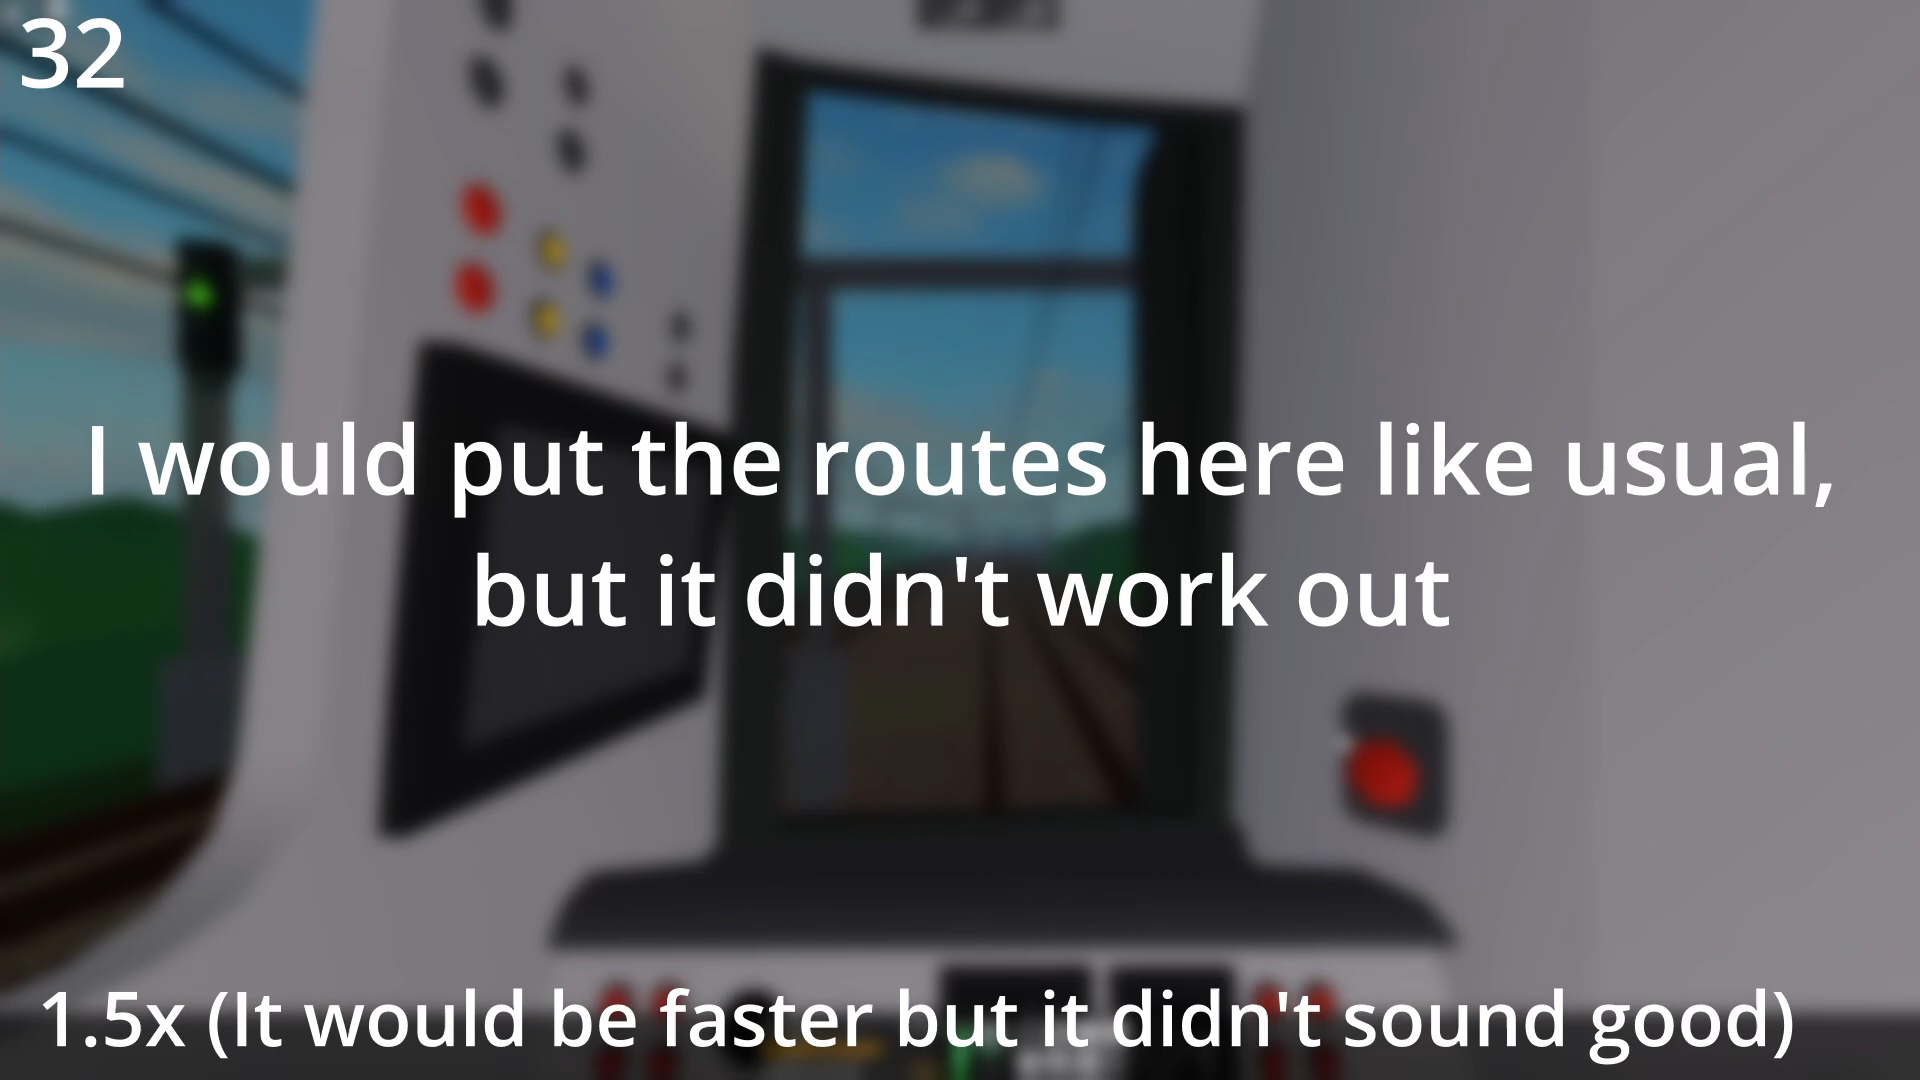 32
I would put the routes here like usual,
but it didn't work out
1.5x (It would be faster but it didn't sound good)